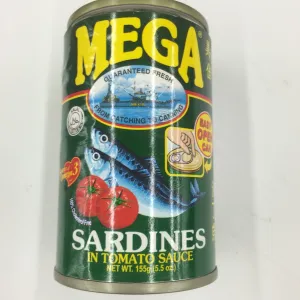 MEGA
GUARANTEED FRESH
FROM CATCHING TO CANNING
EASY
OPEN
CAN
SARDINES
IN TOMATO SAUCE
NET WT. 155g (5.5 oz.)